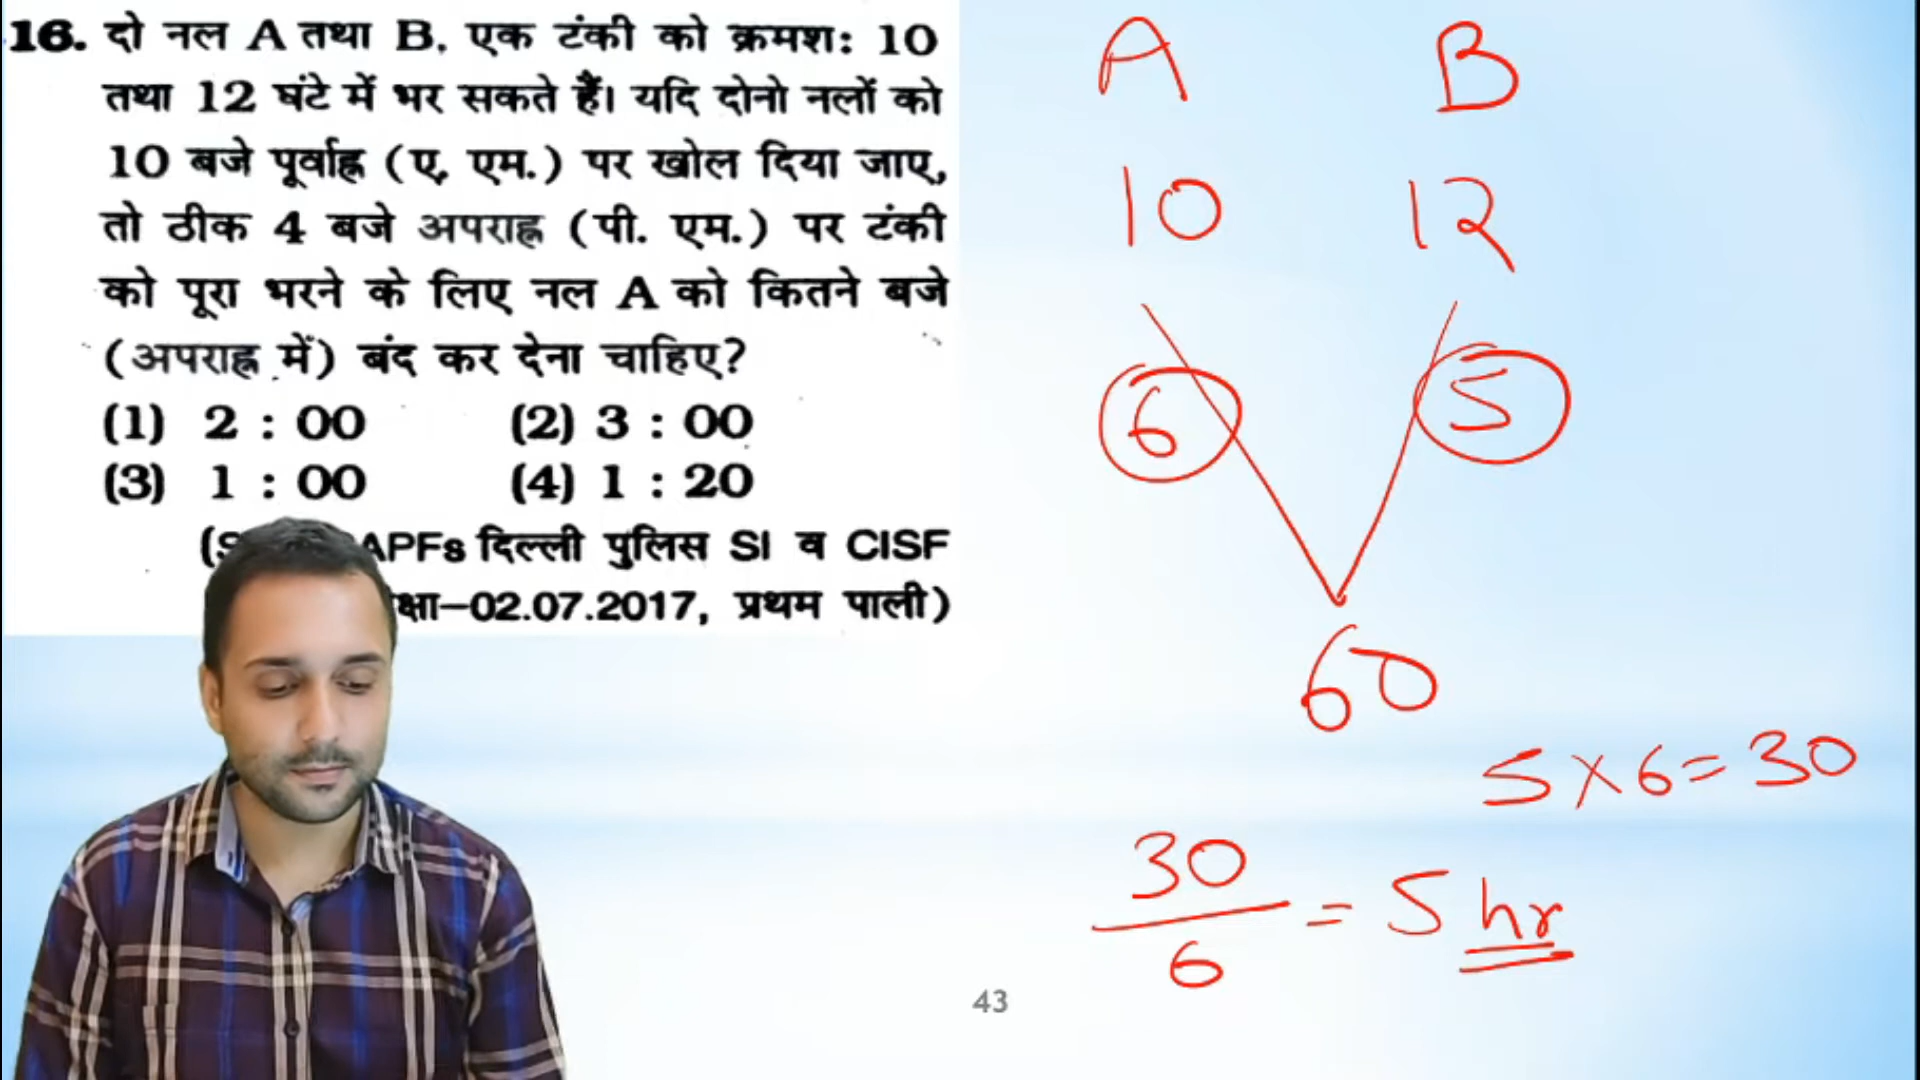 16. दो नल A तथा B, एक टंकी को क्रमश: 10
तथा 12 घंटे में भर सकते हैं। यदि दोनो नलों को
10 बजे पूर्वाह्न (ए. एम.) पर खोल दिया जाए,
तो ठीक 4 बजे अपराह्न (पी. एम.) पर टंकी
को पूरा भरने के लिए नल A को कितने बजे
(अपराह्न में) बंद कर देना चाहिए?
(1) 2 : 00 (2) 3 : 00
(3) 1 : 00 (4) 1 : 20
(S APFs दिल्ली पुलिस SI व CISF
क्षा–02.07.2017, प्रथम पाली)
A B
10 12
6 5
60
5 × 6 = 30
30/6 = 5 hr
43